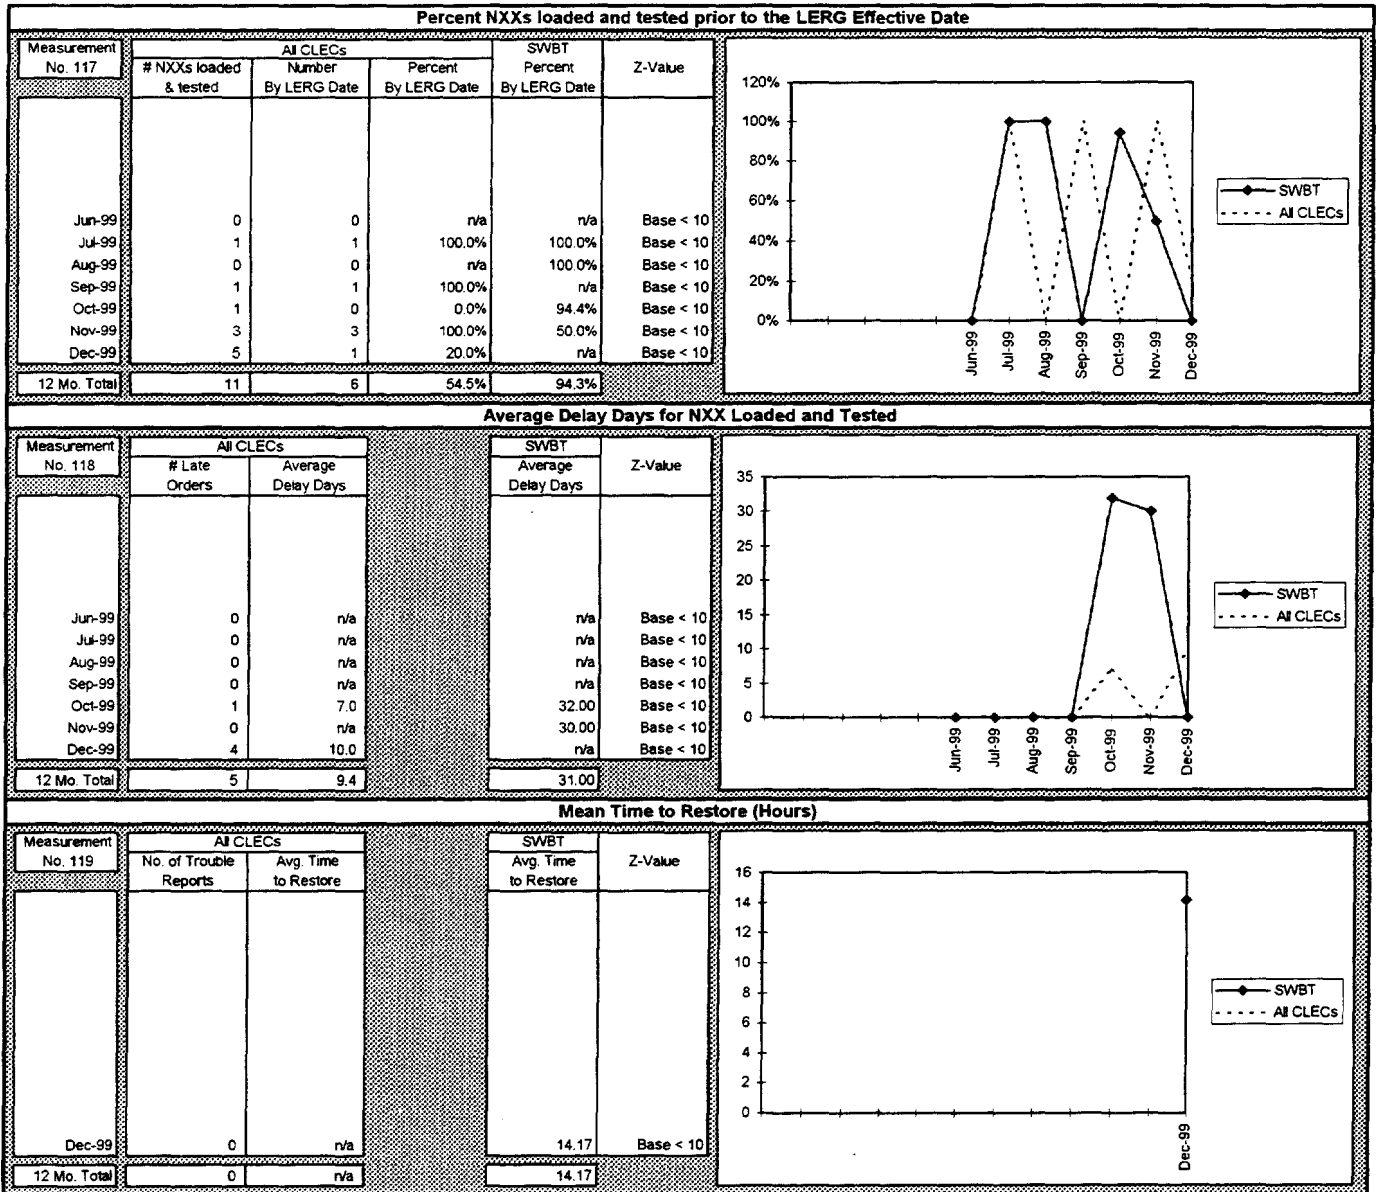 Percent NXXs loaded and tested prior to the LERG Effective Date
Measurement No. 117
All CLECs
SWBT
# NXXs loaded & tested
Number By LERG Date
Percent By LERG Date
Percent By LERG Date
Z-Value
Jun-99 0 0 n/a n/a Base < 10
Jul-99 1 1 100.0% 100.0% Base < 10
Aug-99 0 0 n/a 100.0% Base < 10
Sep-99 1 1 100.0% n/a Base < 10
Oct-99 1 0 0.0% 94.4% Base < 10
Nov-99 3 3 100.0% 50.0% Base < 10
Dec-99 5 1 20.0% n/a Base < 10
12 Mo. Total 11 6 54.5% 94.3%
120%
100%
80%
60%
40%
20%
0%
Jun-99 Jul-99 Aug-99 Sep-99 Oct-99 Nov-99 Dec-99
SWBT
All CLECs
Average Delay Days for NXX Loaded and Tested
Measurement No. 118
All CLECs
SWBT
# Late Orders
Average Delay Days
Average Delay Days
Z-Value
Jun-99 0 n/a n/a Base < 10
Jul-99 0 n/a n/a Base < 10
Aug-99 0 n/a n/a Base < 10
Sep-99 0 n/a n/a Base < 10
Oct-99 1 7.0 32.00 Base < 10
Nov-99 0 n/a 30.00 Base < 10
Dec-99 4 10.0 n/a Base < 10
12 Mo. Total 5 9.4 31.00
35
30
25
20
15
10
5
0
Jun-99 Jul-99 Aug-99 Sep-99 Oct-99 Nov-99 Dec-99
SWBT
All CLECs
Mean Time to Restore (Hours)
Measurement No. 119
All CLECs
SWBT
No. of Trouble Reports
Avg. Time to Restore
Avg. Time to Restore
Z-Value
Dec-99 0 n/a 14.17 Base < 10
12 Mo. Total 0 n/a 14.17
16
14
12
10
8
6
4
2
0
Dec-99
SWBT
All CLECs